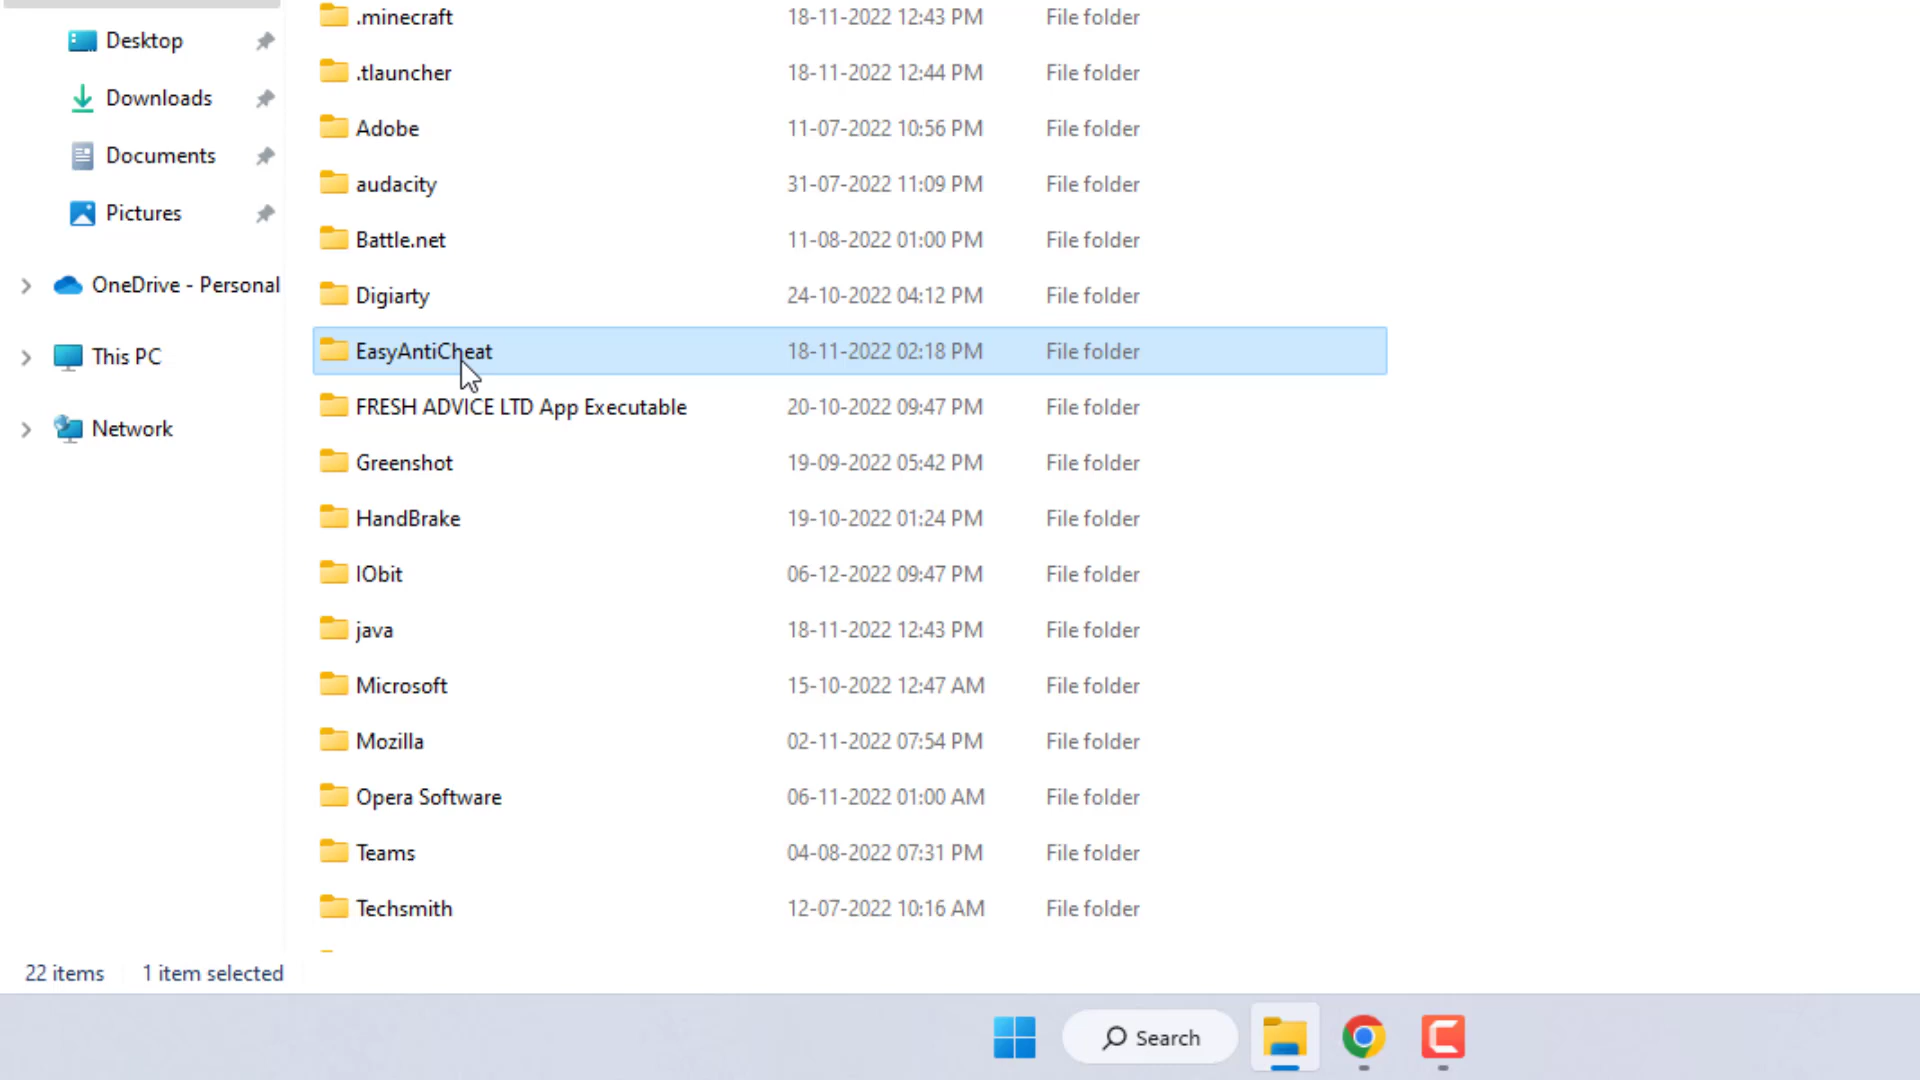 Desktop
Downloads
Documents
Pictures
OneDrive - Personal
This PC
Network
.minecraft 18-11-2022 12:43 PM File folder
.tlauncher 18-11-2022 12:44 PM File folder
Adobe 11-07-2022 10:56 PM File folder
audacity 31-07-2022 11:09 PM File folder
Battle.net 11-08-2022 01:00 PM File folder
Digiarty 24-10-2022 04:12 PM File folder
EasyAntiCheat 18-11-2022 02:18 PM File folder
FRESH ADVICE LTD App Executable 20-10-2022 09:47 PM File folder
Greenshot 19-09-2022 05:42 PM File folder
HandBrake 19-10-2022 01:24 PM File folder
IObit 06-12-2022 09:47 PM File folder
java 18-11-2022 12:43 PM File folder
Microsoft 15-10-2022 12:47 AM File folder
Mozilla 02-11-2022 07:54 PM File folder
Opera Software 06-11-2022 01:00 AM File folder
Teams 04-08-2022 07:31 PM File folder
Techsmith 12-07-2022 10:16 AM File folder
22 items 1 item selected
Search